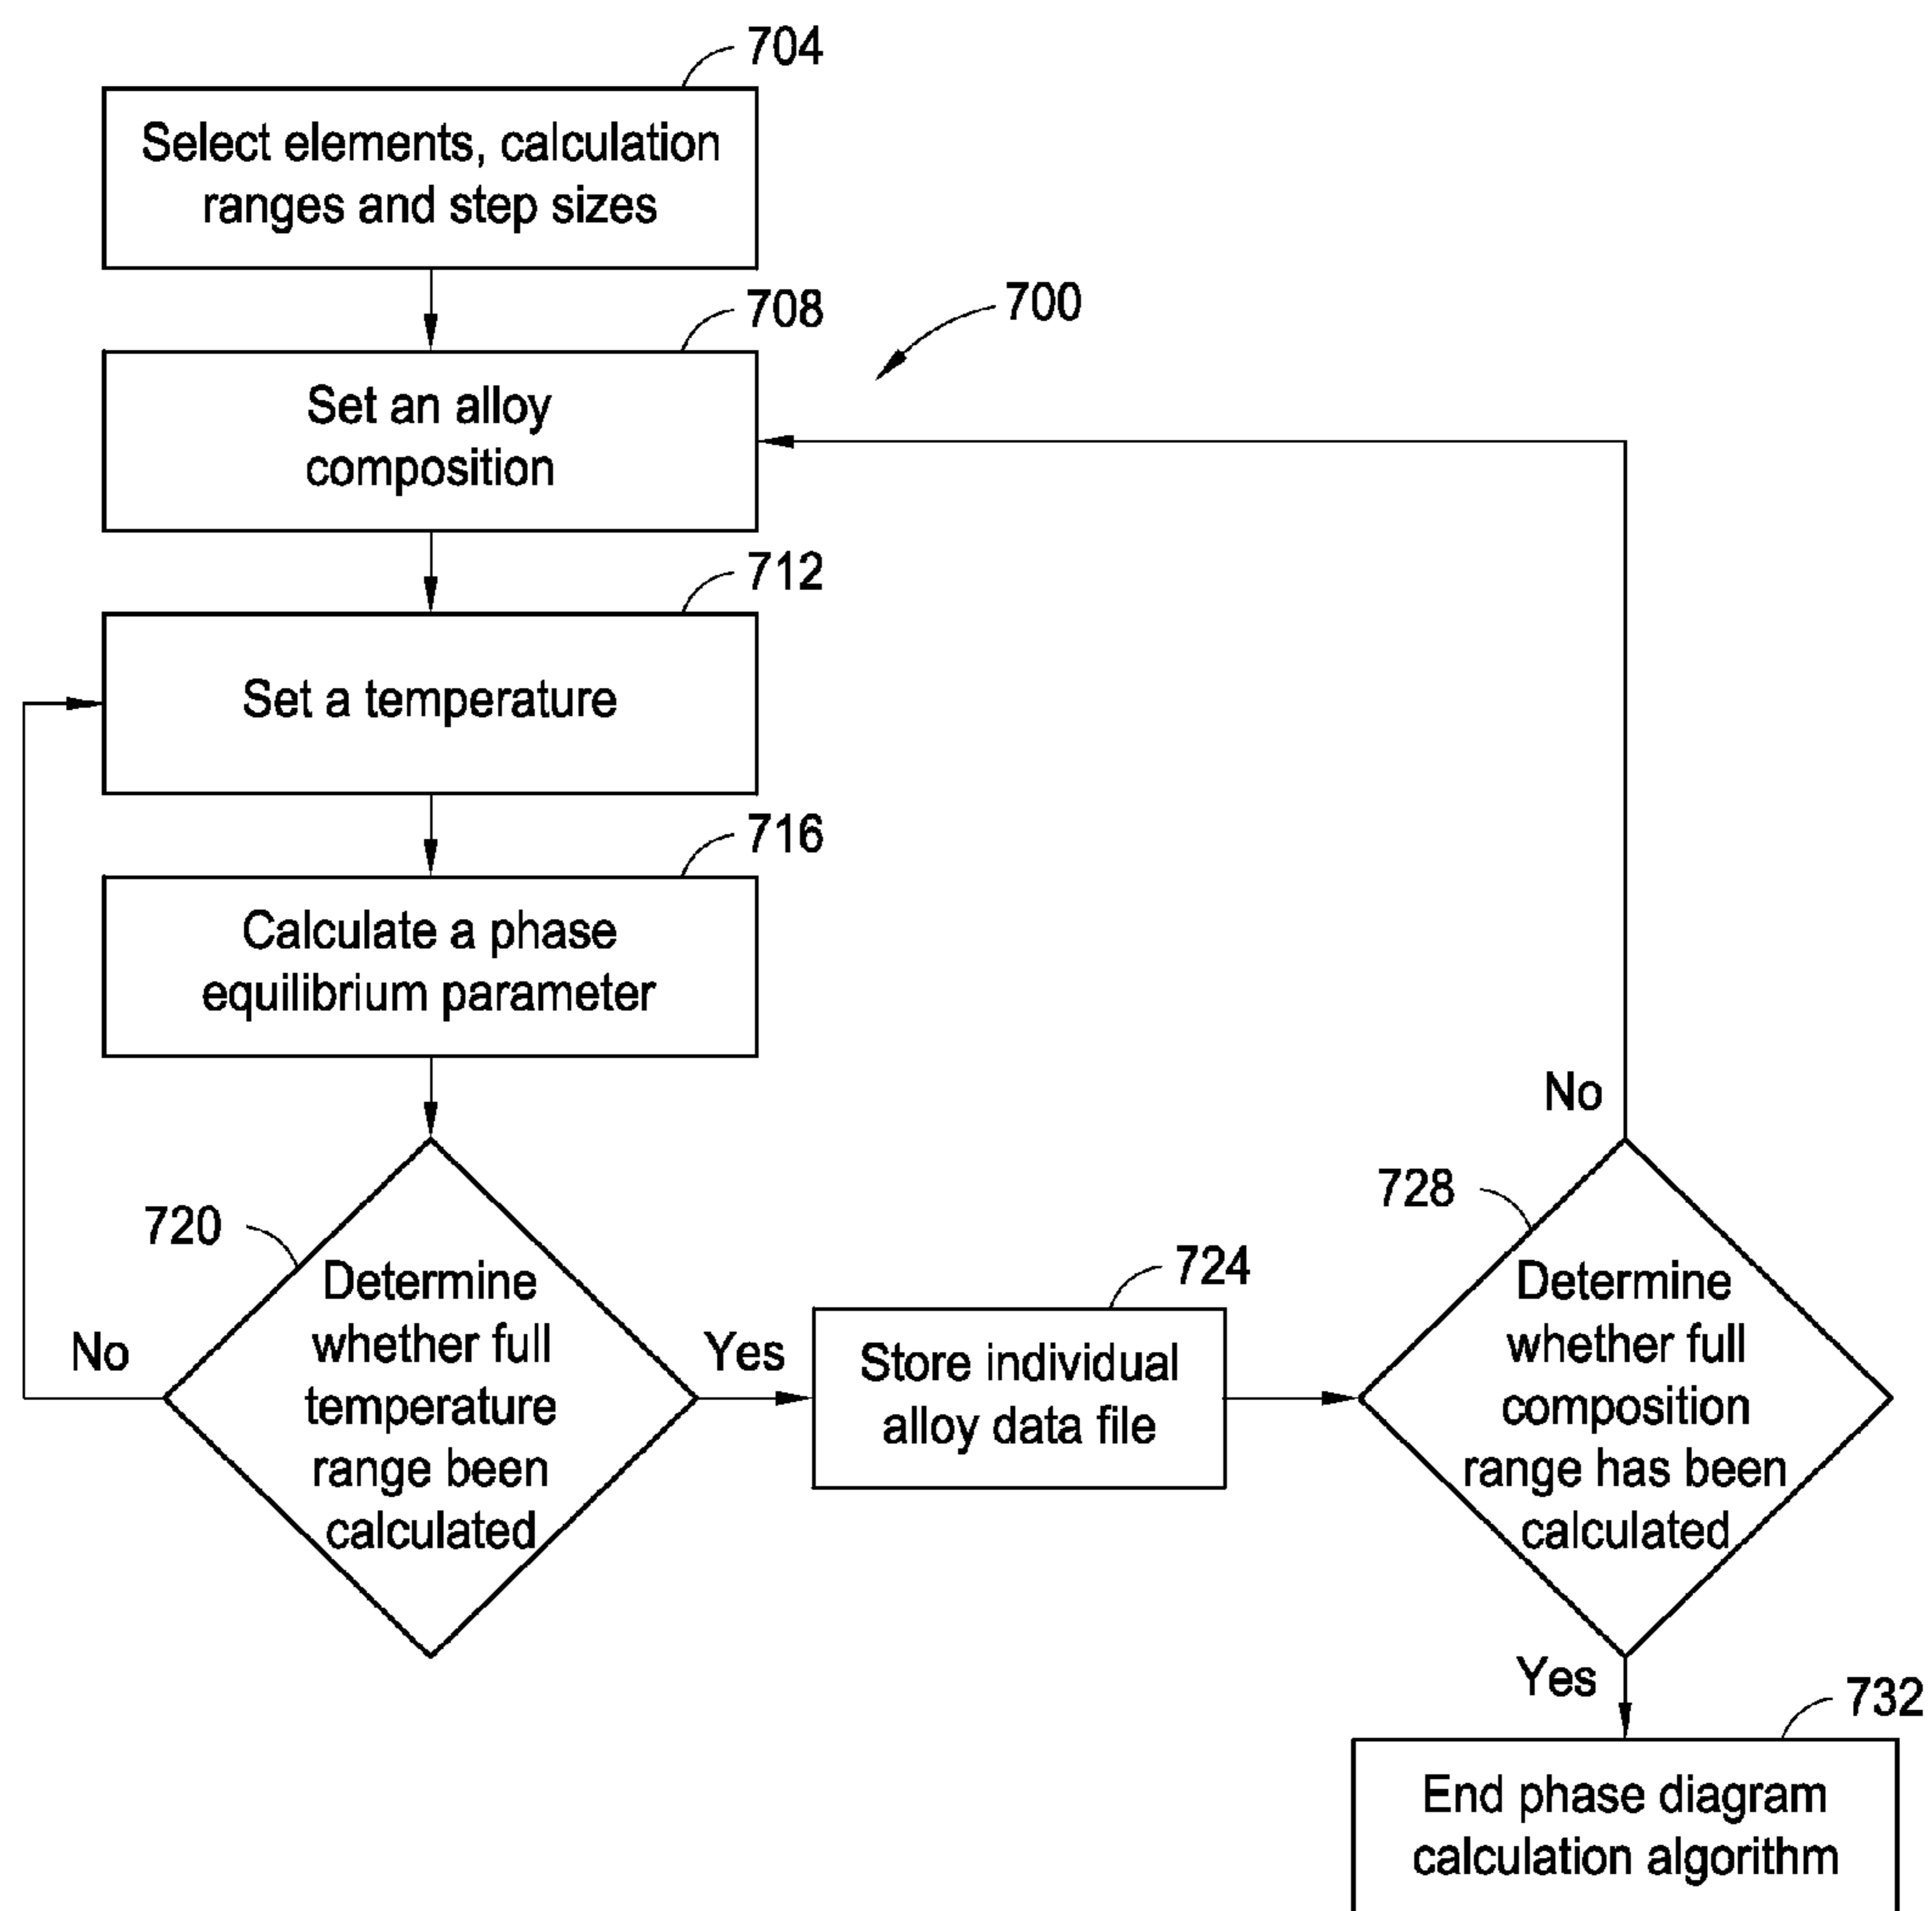 704
Select elements, calculation
ranges and step sizes
708
700
Set an alloy
composition
712
Set a temperature
716
Calculate a phase
equilibrium parameter
720
Determine
whether full
temperature
range been
calculated
No
Yes
724
Store individual
alloy data file
728
No
Determine
whether full
composition
range has been
calculated
Yes
732
End phase diagram
calculation algorithm